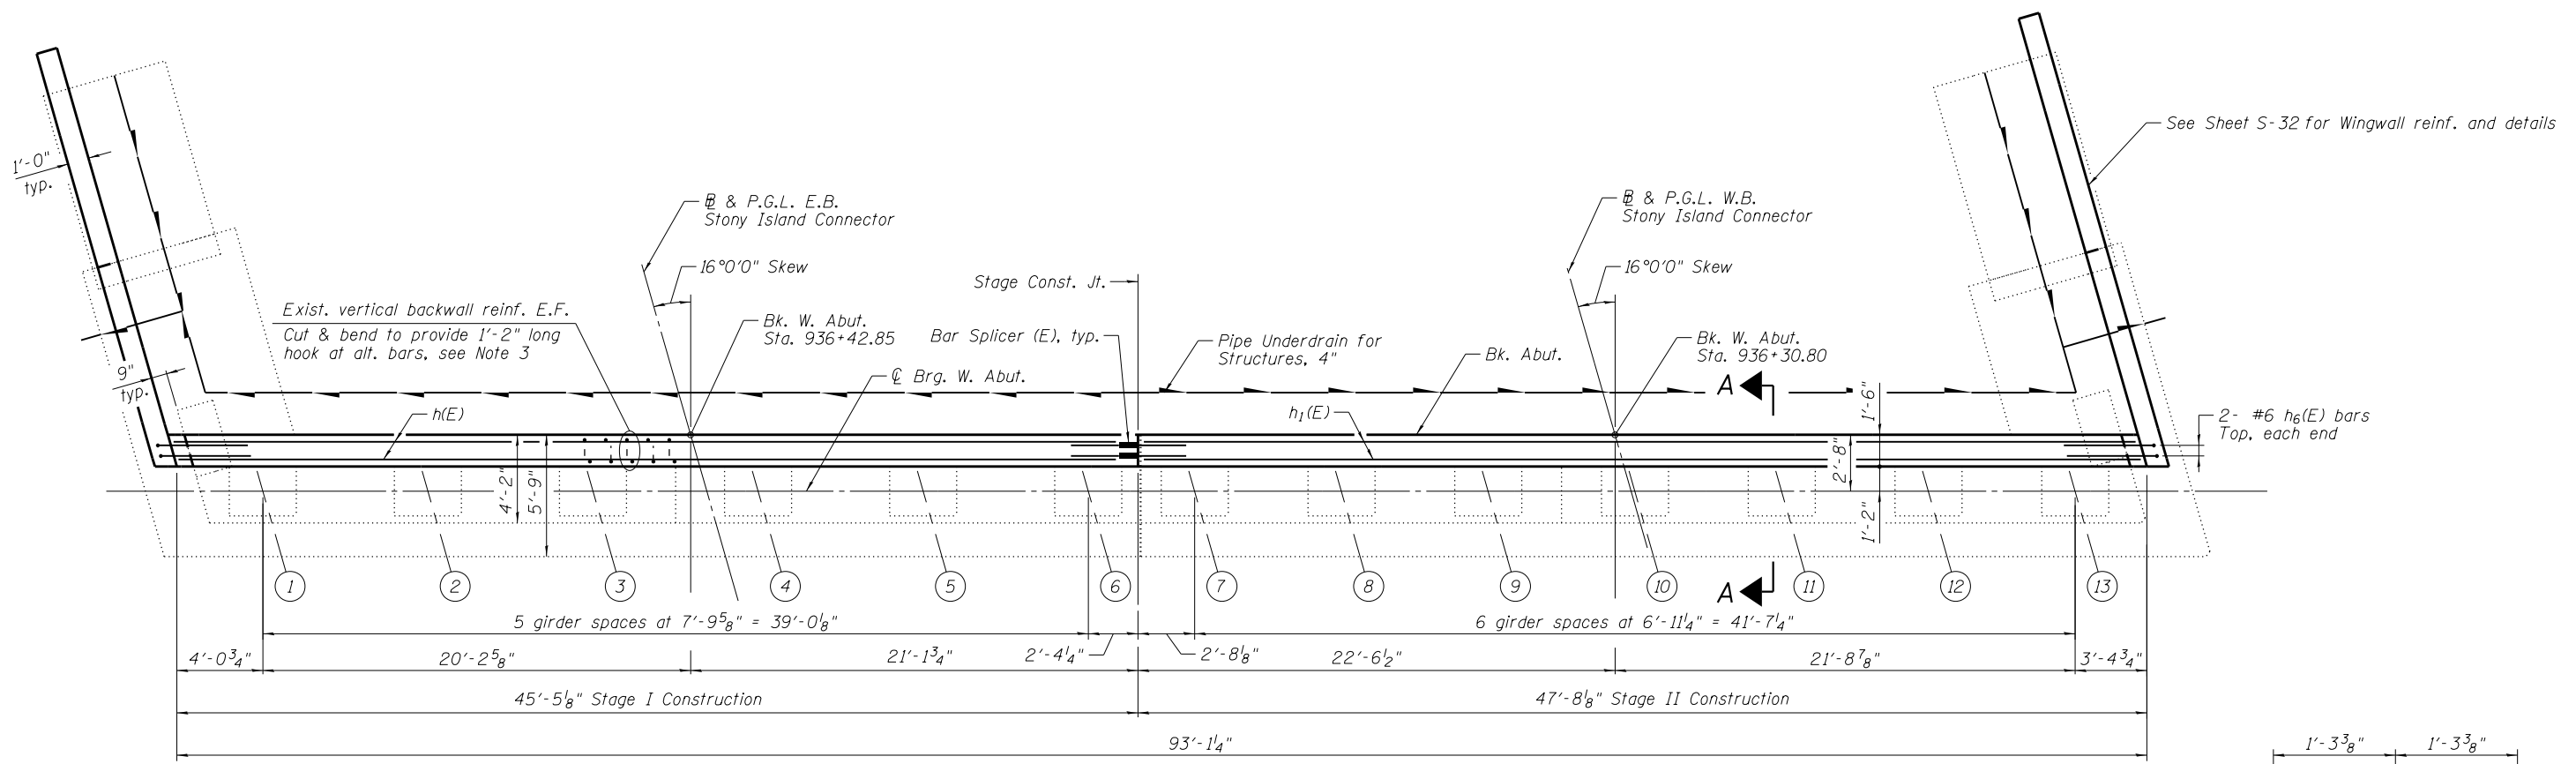 See Sheet S-32 for Wingwall reinf. and details
1'-0"
typ.
℄ & P.G.L. E.B.
Stony Island Connector
16°0'0" Skew
Stage Const. Jt.
℄ & P.G.L. W.B.
Stony Island Connector
16°0'0" Skew
Exist. vertical backwall reinf. E.F.
Cut & bend to provide 1'-2" long
hook at alt. bars, see Note 3
Bk. W. Abut.
Sta. 936+42.85
Bar Splicer (E), typ.
Pipe Underdrain for
Structures, 4"
Bk. Abut.
Bk. W. Abut.
Sta. 936+30.80
9"
typ.
℄ Brg. W. Abut.
A
h(E)
h1(E)
1'-6"
2- #6 h6(E) bars
Top, each end
4'-2"
5'-9"
2'-8"
1'-2"
1 2 3 4 5 6 7 8 9 10 11 12 13
A
5 girder spaces at 7'-9 5/8" = 39'-0 1/8"
6 girder spaces at 6'-11 1/4" = 41'-7 1/4"
4'-0 3/4" 20'-2 5/8" 21'-1 3/4" 2'-4 1/4" 2'-8 1/8" 22'-6 1/2" 21'-8 7/8" 3'-4 3/4"
45'-5 1/8" Stage I Construction
47'-8 1/8" Stage II Construction
93'-1 1/4"
1'-3 3/8" 1'-3 3/8"